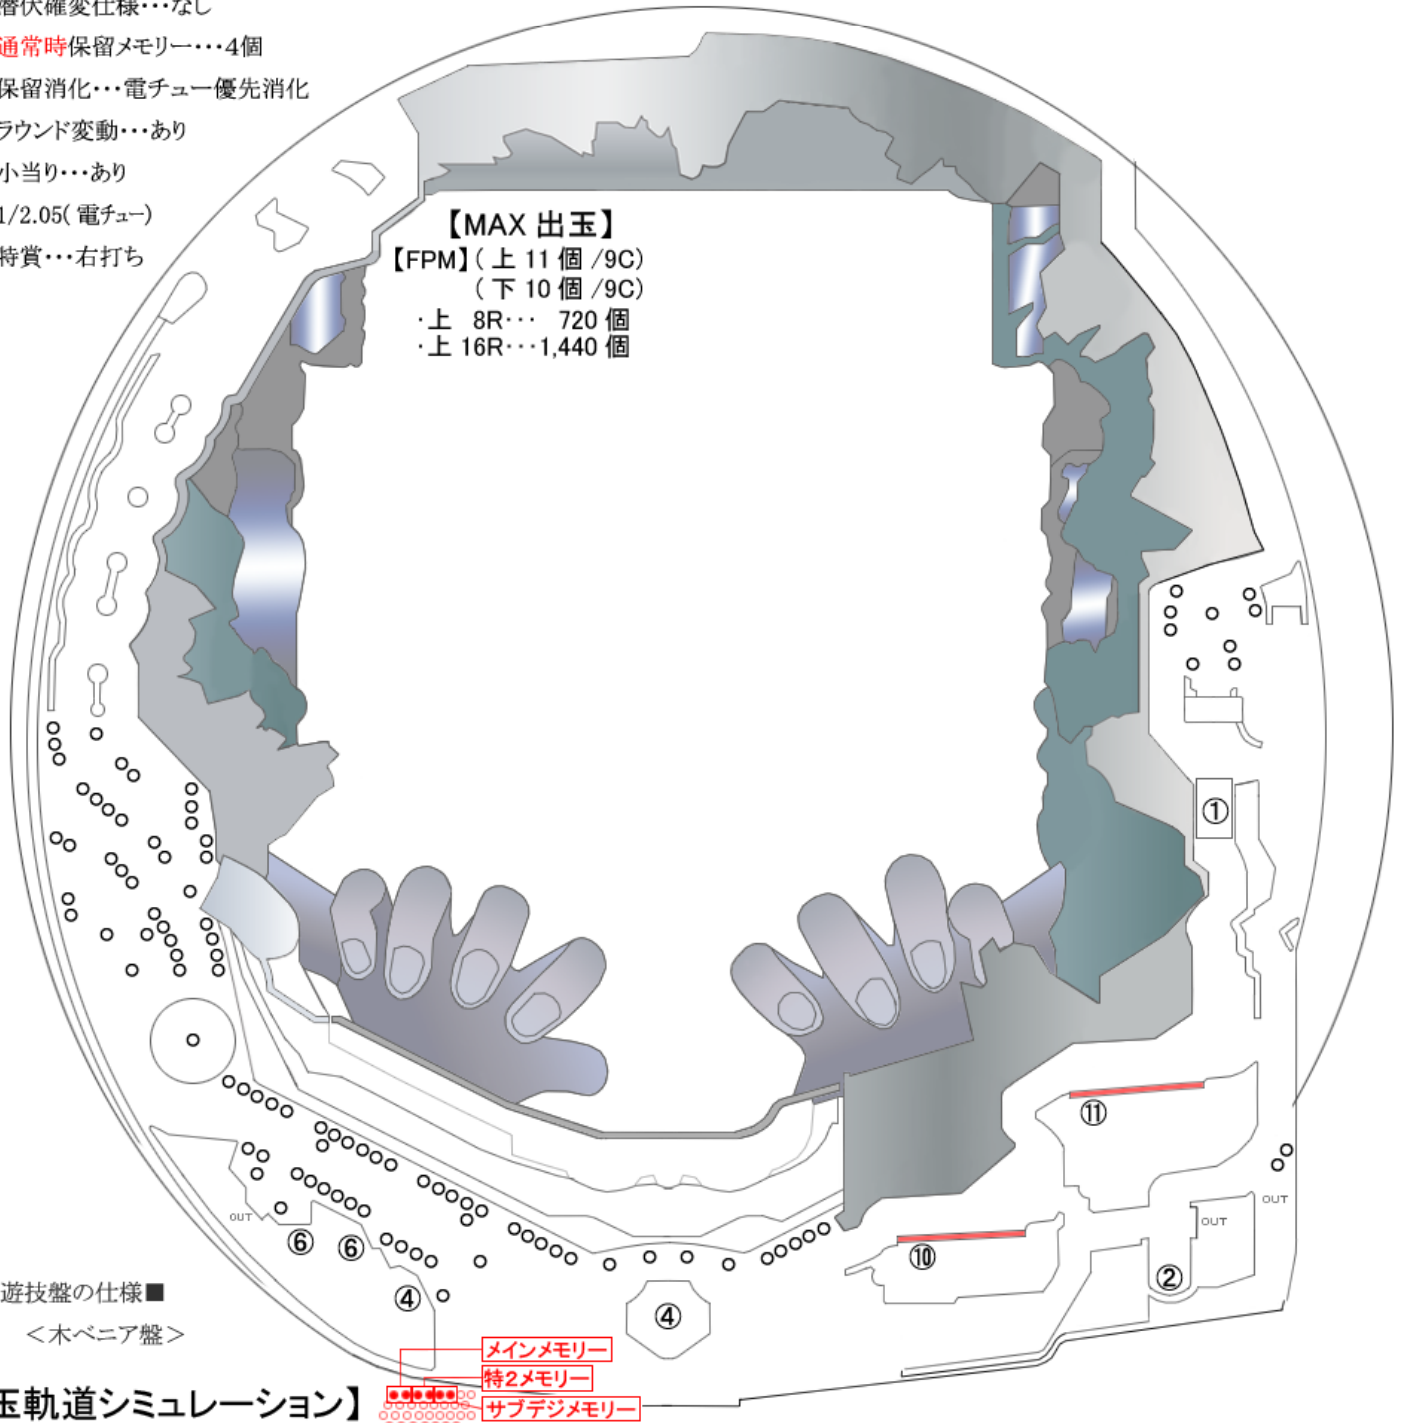 潜伏確変仕様･･･なし
通常時保留メモリー･･･4個
保留消化･･･電チュー優先消化
ラウンド変動･･･あり
小当り･･･あり
1/2.05(電チュー)
特賞･･･右打ち
【MAX 出玉】
【FPM】( 上 11 個 /9C)
( 下 10 個 /9C)
･上 8R･･･ 720 個
･上 16R･･･1,440 個
①
⑪
OUT
OUT
OUT
⑥
⑥
⑩
②
④
④
遊技盤の仕様■
＜木ベニア盤＞
メインメモリー
特2メモリー
サブデジメモリー
玉軌道シミュレーション】